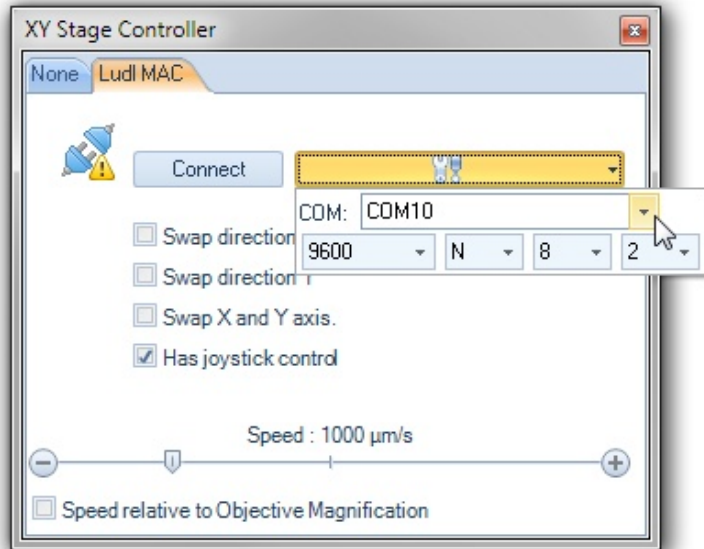 XY Stage Controller
None Ludl MAC
Connect
COM: COM10
Swap direction
9600 N 8 2
Swap direction Y
Swap X and Y axis.
Has joystick control
Speed : 1000 µm/s
Speed relative to Objective Magnification